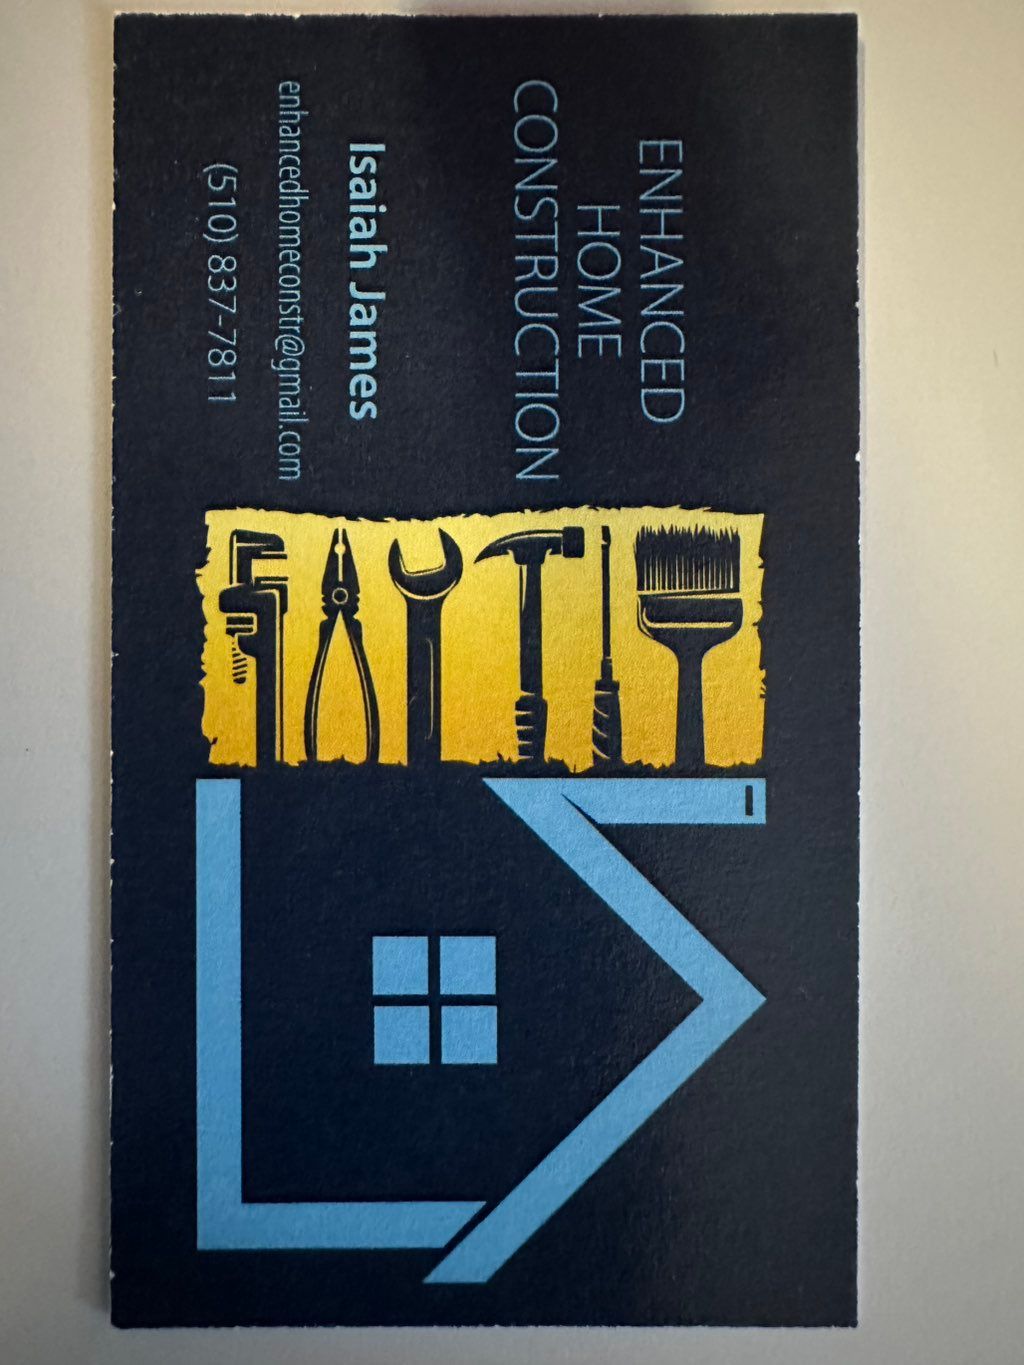 ENHANCED
HOME
CONSTRUCTION
Isaiah James
enhancedhomeconstr@gmail.com
(510) 837-7811